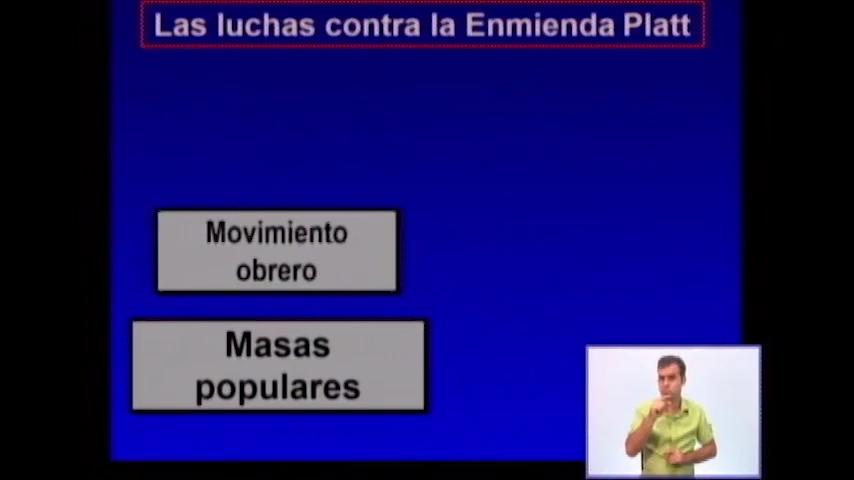 Las luchas contra la Enmienda Platt
Movimiento
obrero
Masas
populares